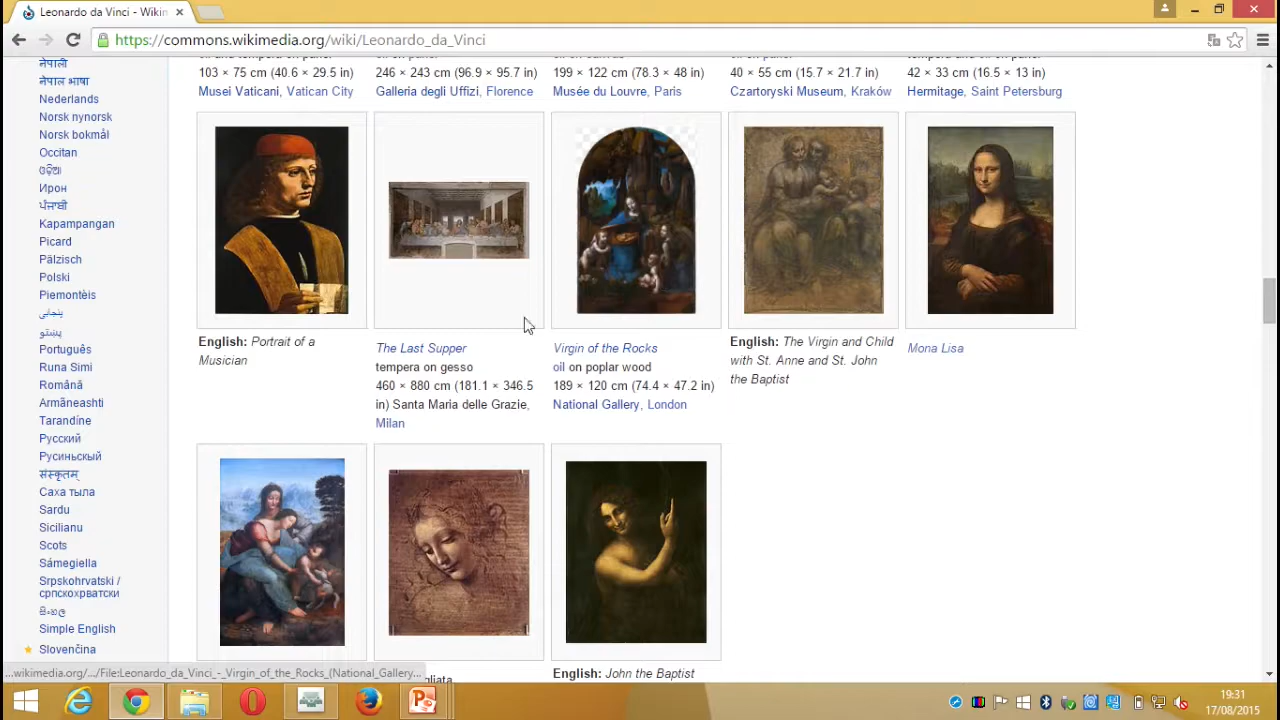 Leonardo da Vinci - Wikin
https://commons.wikimedia.org/wiki/Leonardo_da_Vinci
नेपाली
नेपाल भाषा
Nederlands
Norsk nynorsk
Norsk bokmål
Occitan
ଓଡ଼ିଆ
Ирон
ਪੰਜਾਬੀ
Kapampangan
Picard
Pälzisch
Polski
Piemontèis
پنجابی
پښتو
Português
Runa Simi
Română
Armãneashti
Tarandíne
Русский
Русиньскый
संस्कृतम्
Саха тыла
Sardu
Sicilianu
Scots
Sámegiella
Srpskohrvatski /
српскохрватски
සිංහල
Simple English
Slovenčina
103 × 75 cm (40.6 × 29.5 in)
Musei Vaticani, Vatican City
246 × 243 cm (96.9 × 95.7 in)
Galleria degli Uffizi, Florence
199 × 122 cm (78.3 × 48 in)
Musée du Louvre, Paris
40 × 55 cm (15.7 × 21.7 in)
Czartoryski Museum, Kraków
42 × 33 cm (16.5 × 13 in)
Hermitage, Saint Petersburg
English: Portrait of a
Musician
The Last Supper
tempera on gesso
460 × 880 cm (181.1 × 346.5
in) Santa Maria delle Grazie,
Milan
Virgin of the Rocks
oil on poplar wood
189 × 120 cm (74.4 × 47.2 in)
National Gallery, London
English: The Virgin and Child
with St. Anne and St. John
the Baptist
Mona Lisa
English: John the Baptist
...wikimedia.org/.../File:Leonardo_da_Vinci_-_Virgin_of_the_Rocks_(National_Gallery...
19:31
17/08/2015